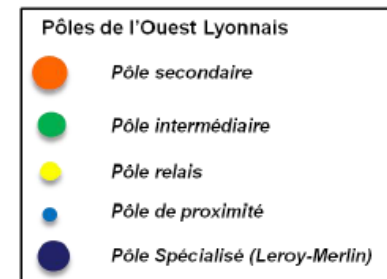 Pôles de l'Ouest Lyonnais
Pôle secondaire
Pôle intermédiaire
Pôle relais
Pôle de proximité
Pôle Spécialisé (Leroy-Merlin)